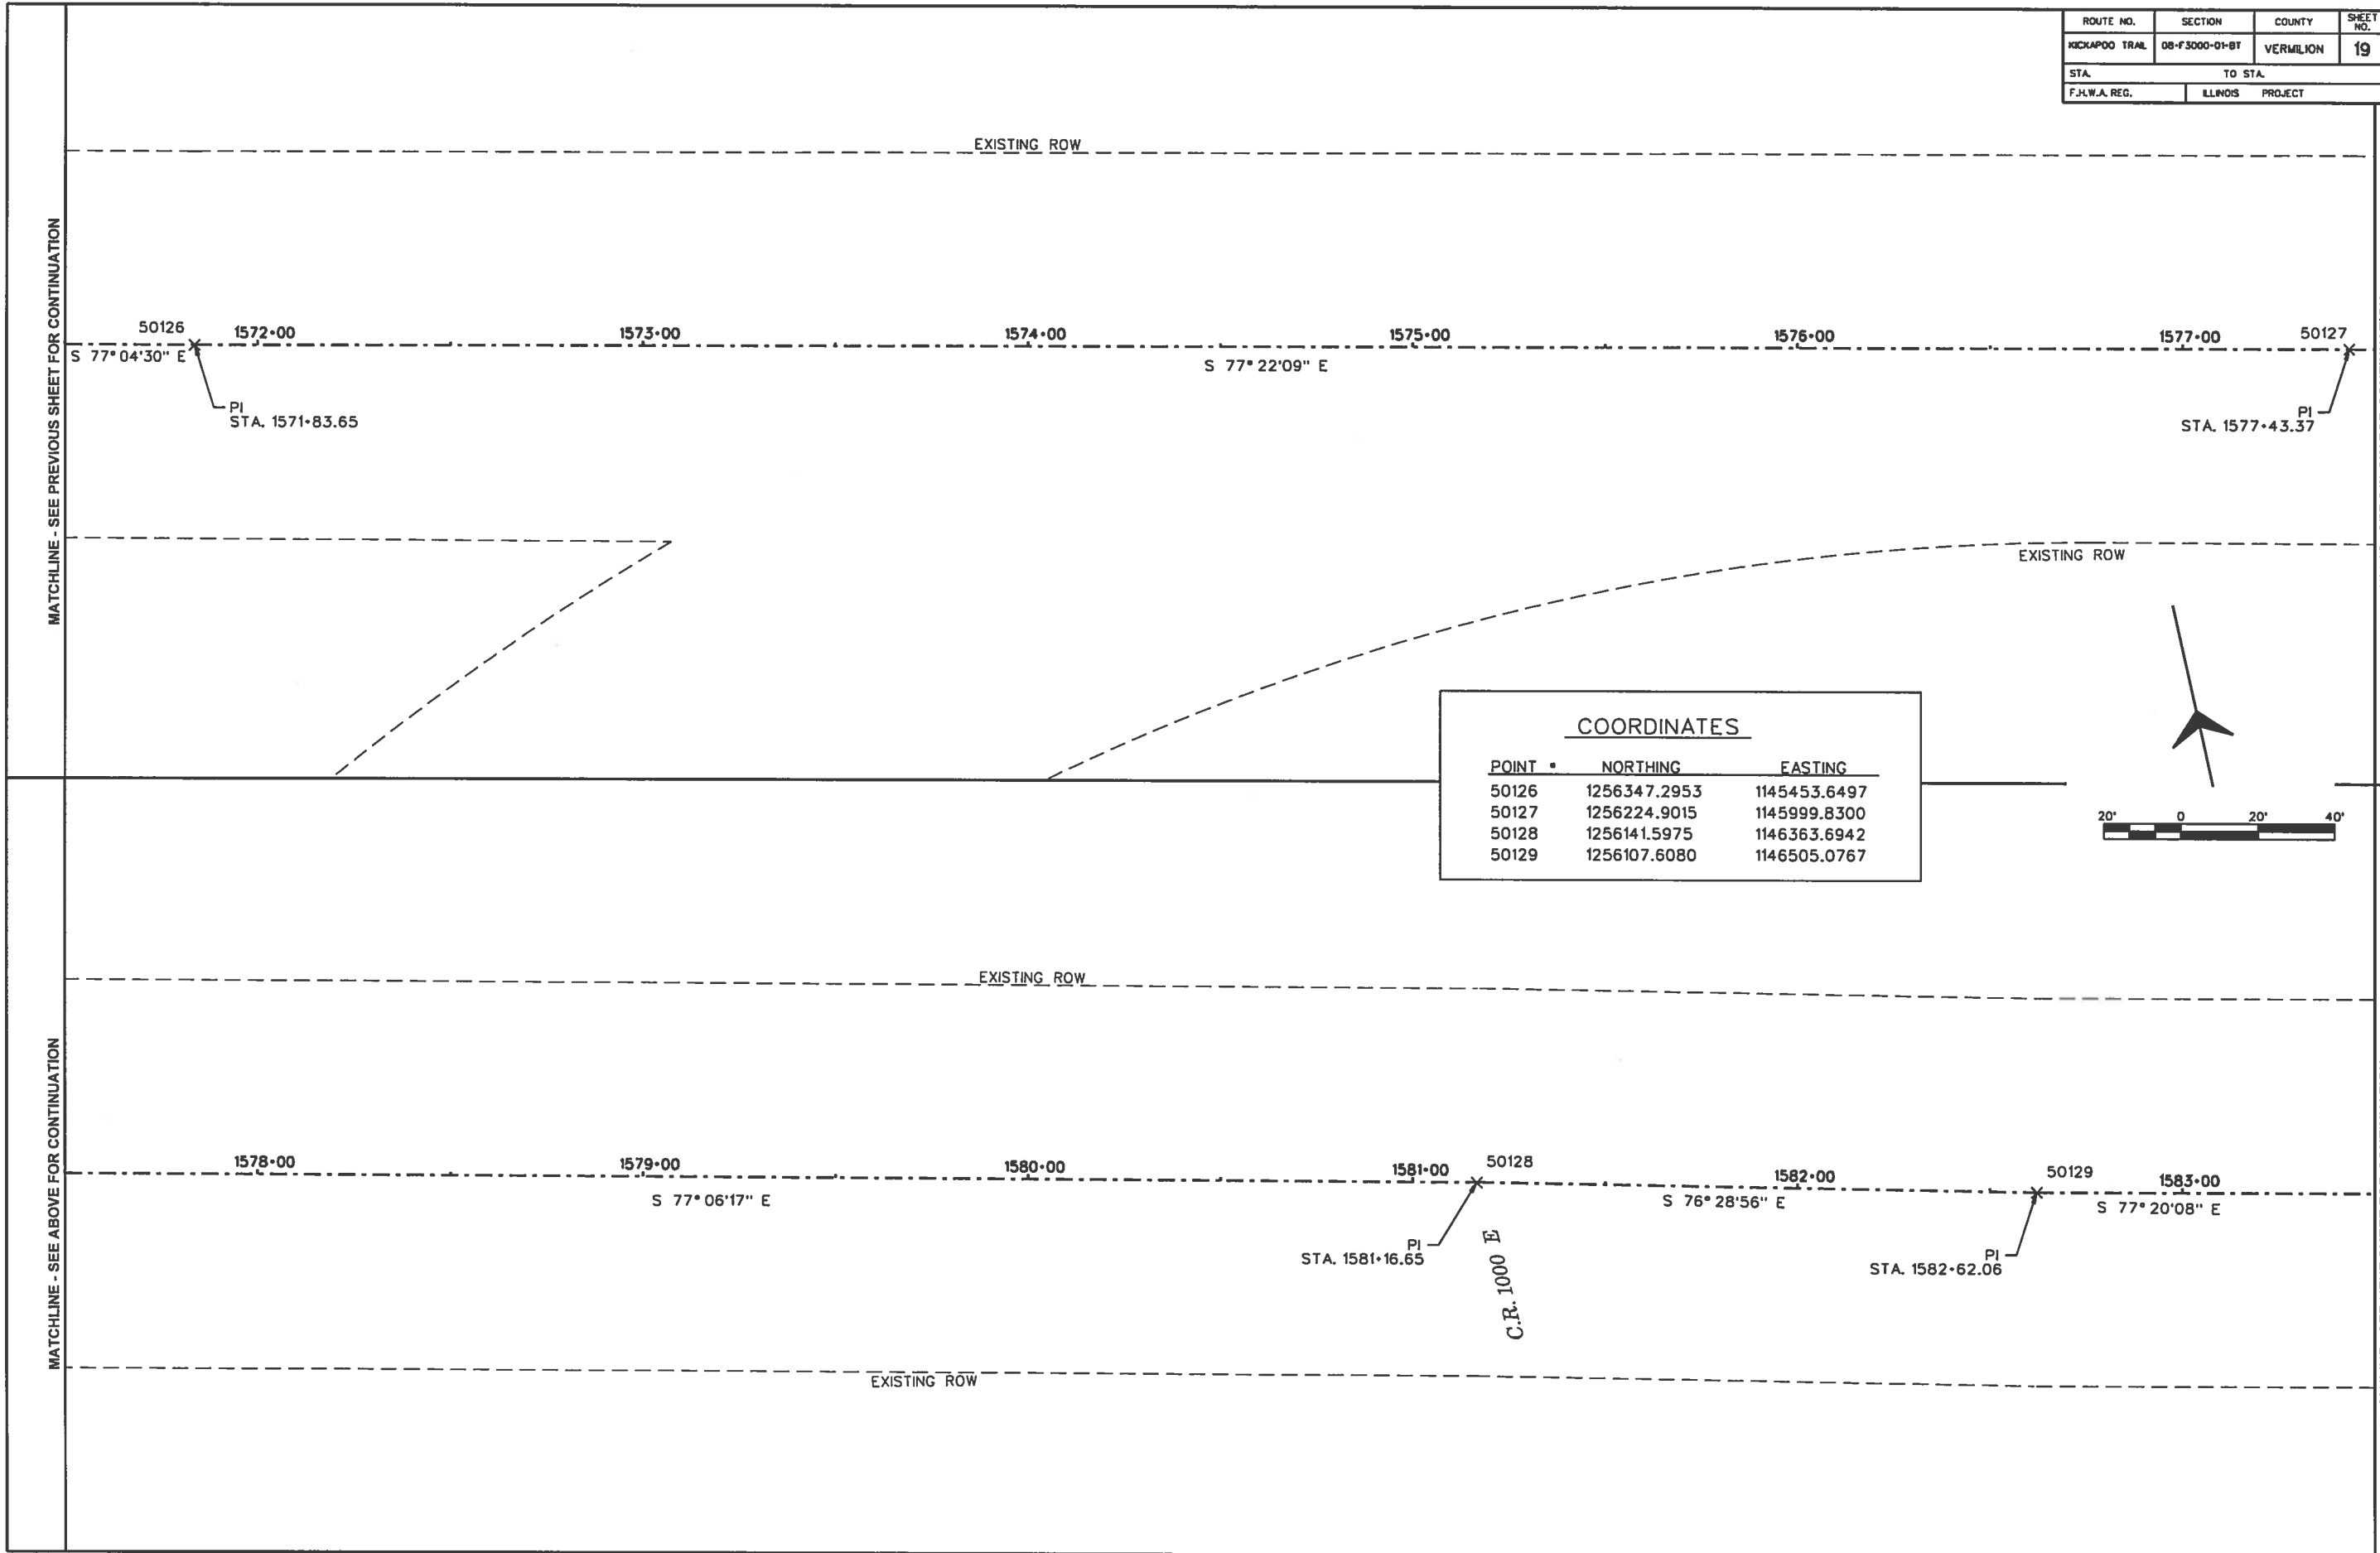 ROUTE NO. SECTION COUNTY SHEET NO.
KICKAPOO TRAIL 08-F3000-01-BT VERMILION 19
STA. TO STA.
F.H.W.A. REG. ILLINOIS PROJECT
EXISTING ROW
MATCHLINE - SEE PREVIOUS SHEET FOR CONTINUATION
50126 1572+00 1573+00 1574+00 1575+00 1576+00 1577+00 50127
S 77°04'30" E
S 77°22'09" E
PI
STA. 1571+83.65
PI
STA. 1577+43.37
EXISTING ROW
COORDINATES
POINT # NORTHING EASTING
50126 1256347.2953 1145453.6497
50127 1256224.9015 1145999.8300
50128 1256141.5975 1146363.6942
50129 1256107.6080 1146505.0767
20' 0 20' 40'
EXISTING ROW
MATCHLINE - SEE ABOVE FOR CONTINUATION
1578+00 1579+00 1580+00 1581+00 50128 1582+00 50129 1583+00
S 77°06'17" E
S 76°28'56" E
S 77°20'08" E
PI
STA. 1581+16.65
C.R. 1000 E
PI
STA. 1582+62.06
EXISTING ROW